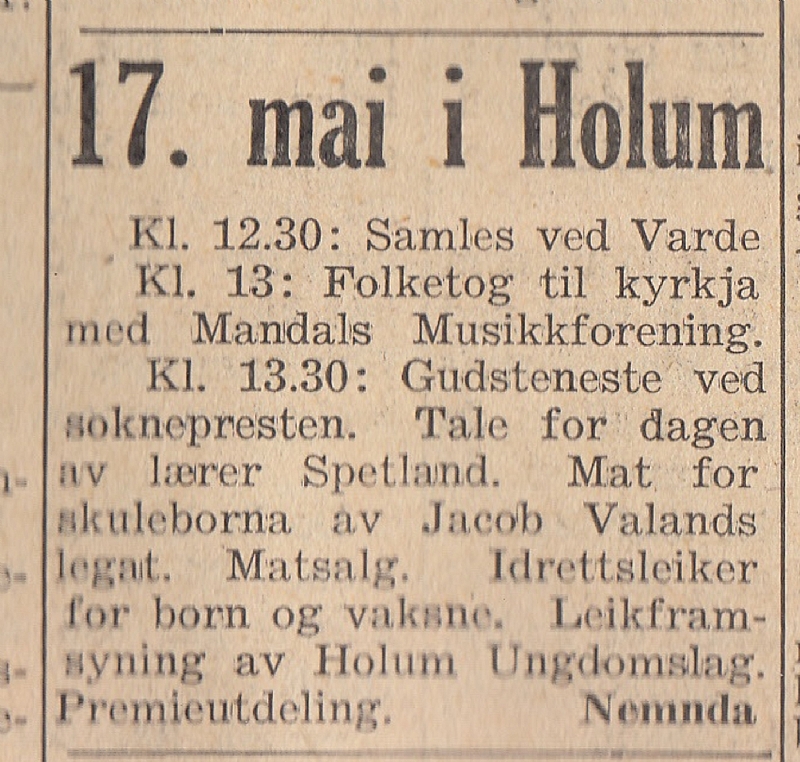 17. mai i Holum
Kl. 12.30: Samles ved Varde
Kl. 13: Folketog til kyrkja
med Mandals Musikkforening.
Kl. 13.30: Gudsteneste ved
soknepresten. Tale for dagen
av lærer Spetland. Mat for
skuleborna av Jacob Valands
legat. Matsalg. Idrettsleiker
for born og vaksne. Leikfram-
syning av Holum Ungdomslag.
Premieutdeling. Nemnda